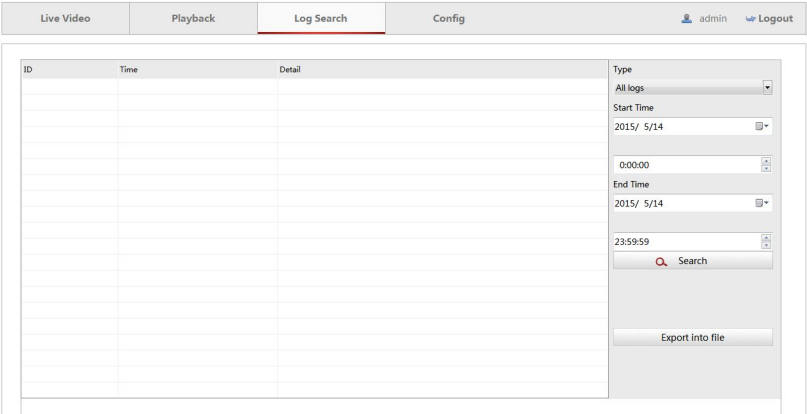 Live Video Playback Log Search Config admin Logout
ID Time Detail Type
All logs
Start Time
2015/ 5/14
0:00:00
End Time
2015/ 5/14
23:59:59
Search
Export into file